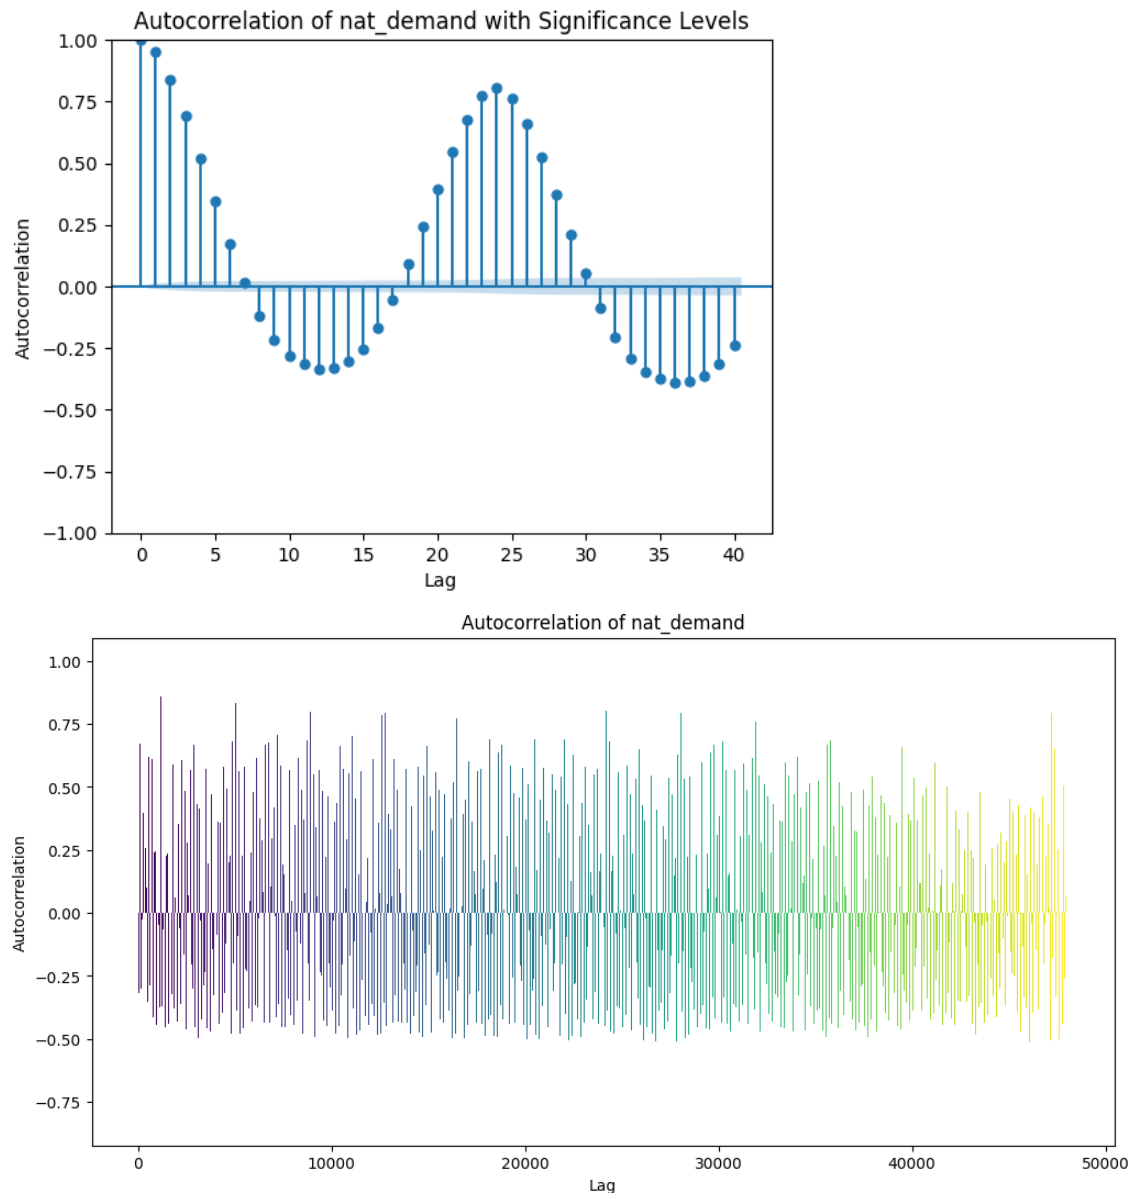 Autocorrelation of nat_demand with Significance Levels
1.00
0.75
0.50
0.25
0.00
−0.25
−0.50
−0.75
−1.00
Autocorrelation
0 5 10 15 20 25 30 35 40
Lag
Autocorrelation of nat_demand
1.00
0.75
0.50
0.25
0.00
−0.25
−0.50
−0.75
Autocorrelation
0 10000 20000 30000 40000 50000
Lag